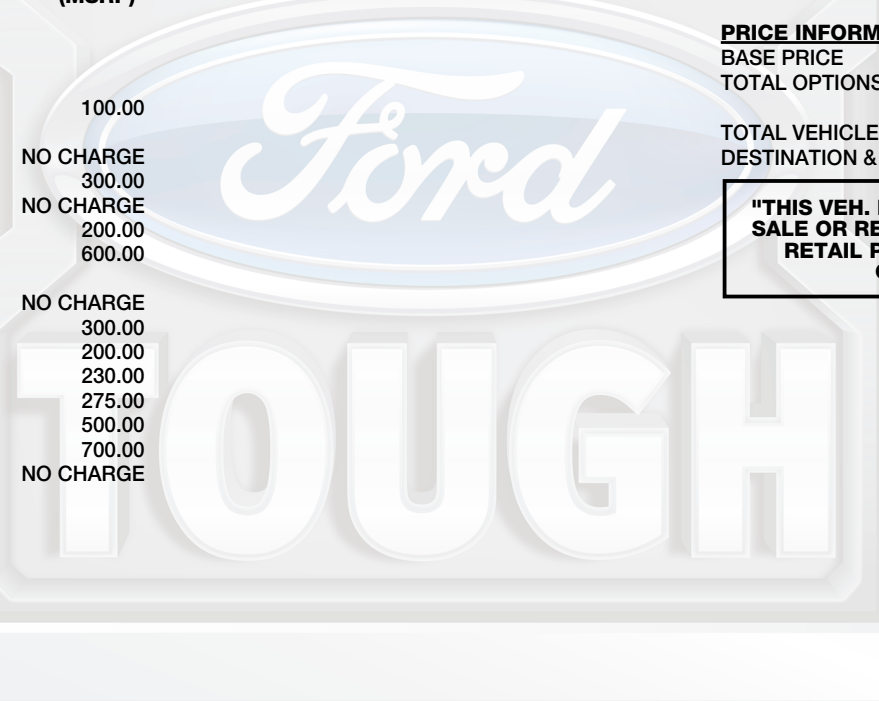 (MSRP)
100.00
NO CHARGE
300.00
NO CHARGE
200.00
600.00
NO CHARGE
300.00
200.00
230.00
275.00
500.00
700.00
NO CHARGE
PRICE INFORM
BASE PRICE
TOTAL OPTIONS
TOTAL VEHICLE
DESTINATION &
"THIS VEH.
SALE OR RE
RETAIL P
Ford
TOUGH